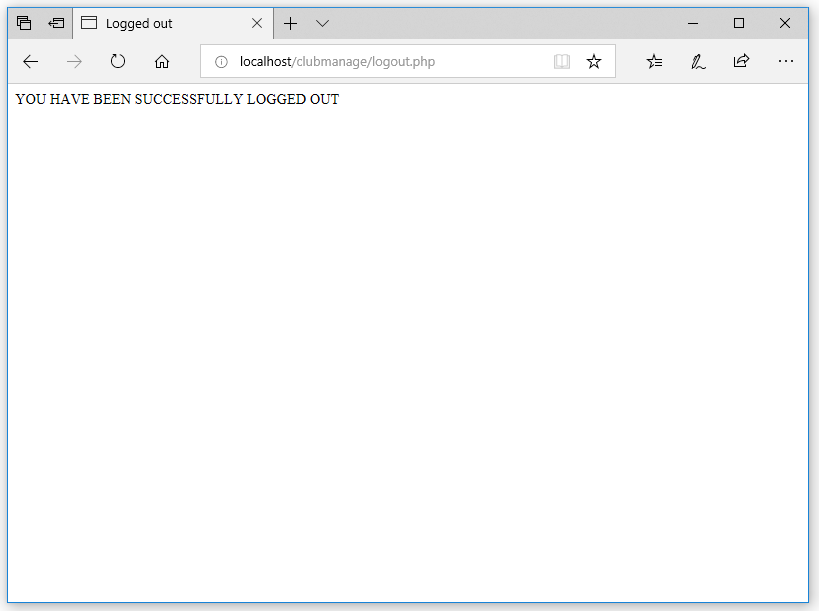 Logged out
localhost/clubmanage/logout.php
YOU HAVE BEEN SUCCESSFULLY LOGGED OUT